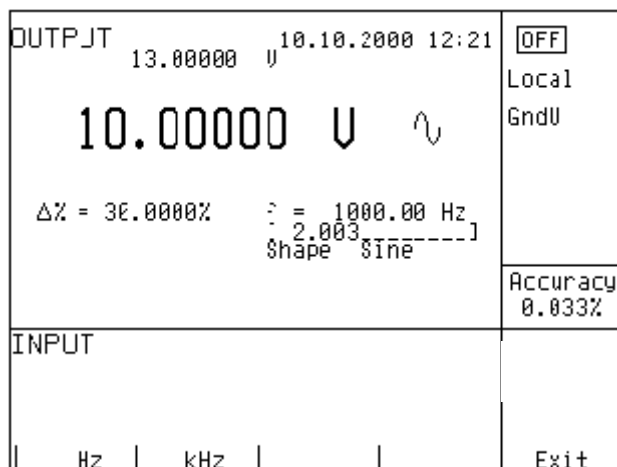 OUTPUT 10.10.2000 12:21 OFF
13.00000 V
Local
10.00000 V GndU
Δ% = 30.0000% f = 1000.00 Hz
[ 2.003________]
Shape Sine
Accuracy
0.033%
INPUT
Hz kHz Exit